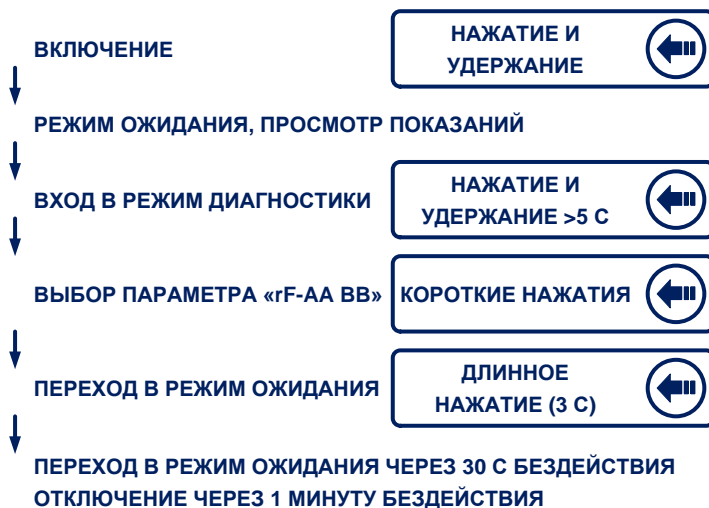 ВКЛЮЧЕНИЕ
НАЖАТИЕ И
УДЕРЖАНИЕ
РЕЖИМ ОЖИДАНИЯ, ПРОСМОТР ПОКАЗАНИЙ
ВХОД В РЕЖИМ ДИАГНОСТИКИ
НАЖАТИЕ И
УДЕРЖАНИЕ >5 С
ВЫБОР ПАРАМЕТРА «rF-AA BB»
КОРОТКИЕ НАЖАТИЯ
ПЕРЕХОД В РЕЖИМ ОЖИДАНИЯ
ДЛИННОЕ
НАЖАТИЕ (3 С)
ПЕРЕХОД В РЕЖИМ ОЖИДАНИЯ ЧЕРЕЗ 30 С БЕЗДЕЙСТВИЯ
ОТКЛЮЧЕНИЕ ЧЕРЕЗ 1 МИНУТУ БЕЗДЕЙСТВИЯ